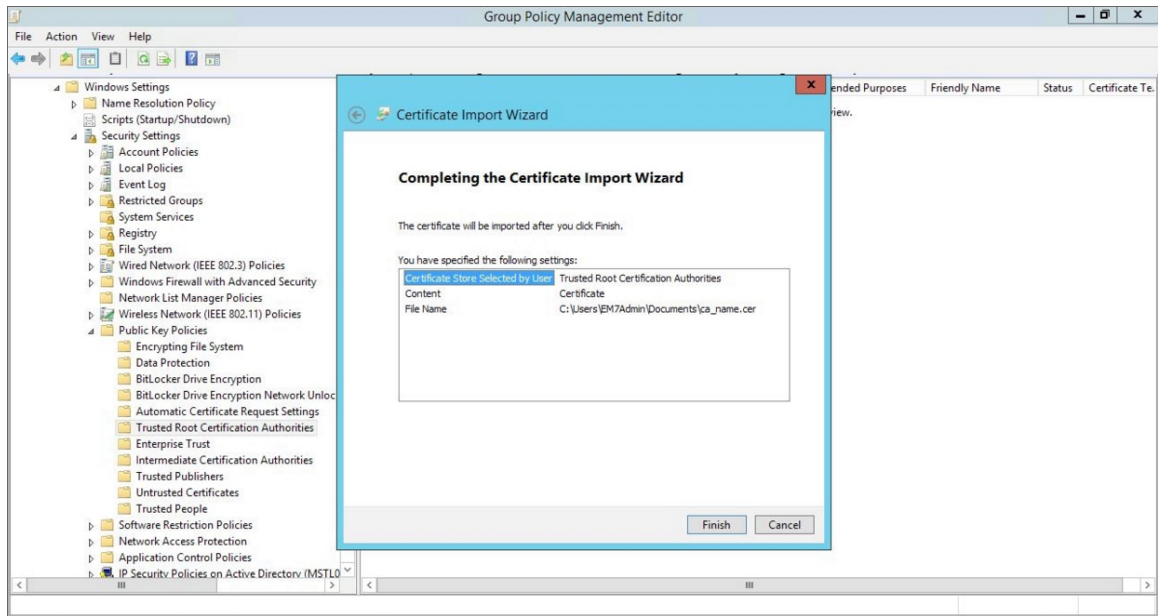 Group Policy Management Editor
File Action View Help
Windows Settings
Name Resolution Policy
Scripts (Startup/Shutdown)
Security Settings
Account Policies
Local Policies
Event Log
Restricted Groups
System Services
Registry
File System
Wired Network (IEEE 802.3) Policies
Windows Firewall with Advanced Security
Network List Manager Policies
Wireless Network (IEEE 802.11) Policies
Public Key Policies
Encrypting File System
Data Protection
BitLocker Drive Encryption
BitLocker Drive Encryption Network Unloc
Automatic Certificate Request Settings
Trusted Root Certification Authorities
Enterprise Trust
Intermediate Certification Authorities
Trusted Publishers
Untrusted Certificates
Trusted People
Software Restriction Policies
Network Access Protection
Application Control Policies
IP Security Policies on Active Directory (MSTL0
ended Purposes Friendly Name Status Certificate Te.
view.
Certificate Import Wizard
Completing the Certificate Import Wizard
The certificate will be imported after you click Finish.
You have specified the following settings:
Certificate Store Selected by User Trusted Root Certification Authorities
Content Certificate
File Name C:\Users\EM7Admin\Documents\ca_name.cer
Finish Cancel